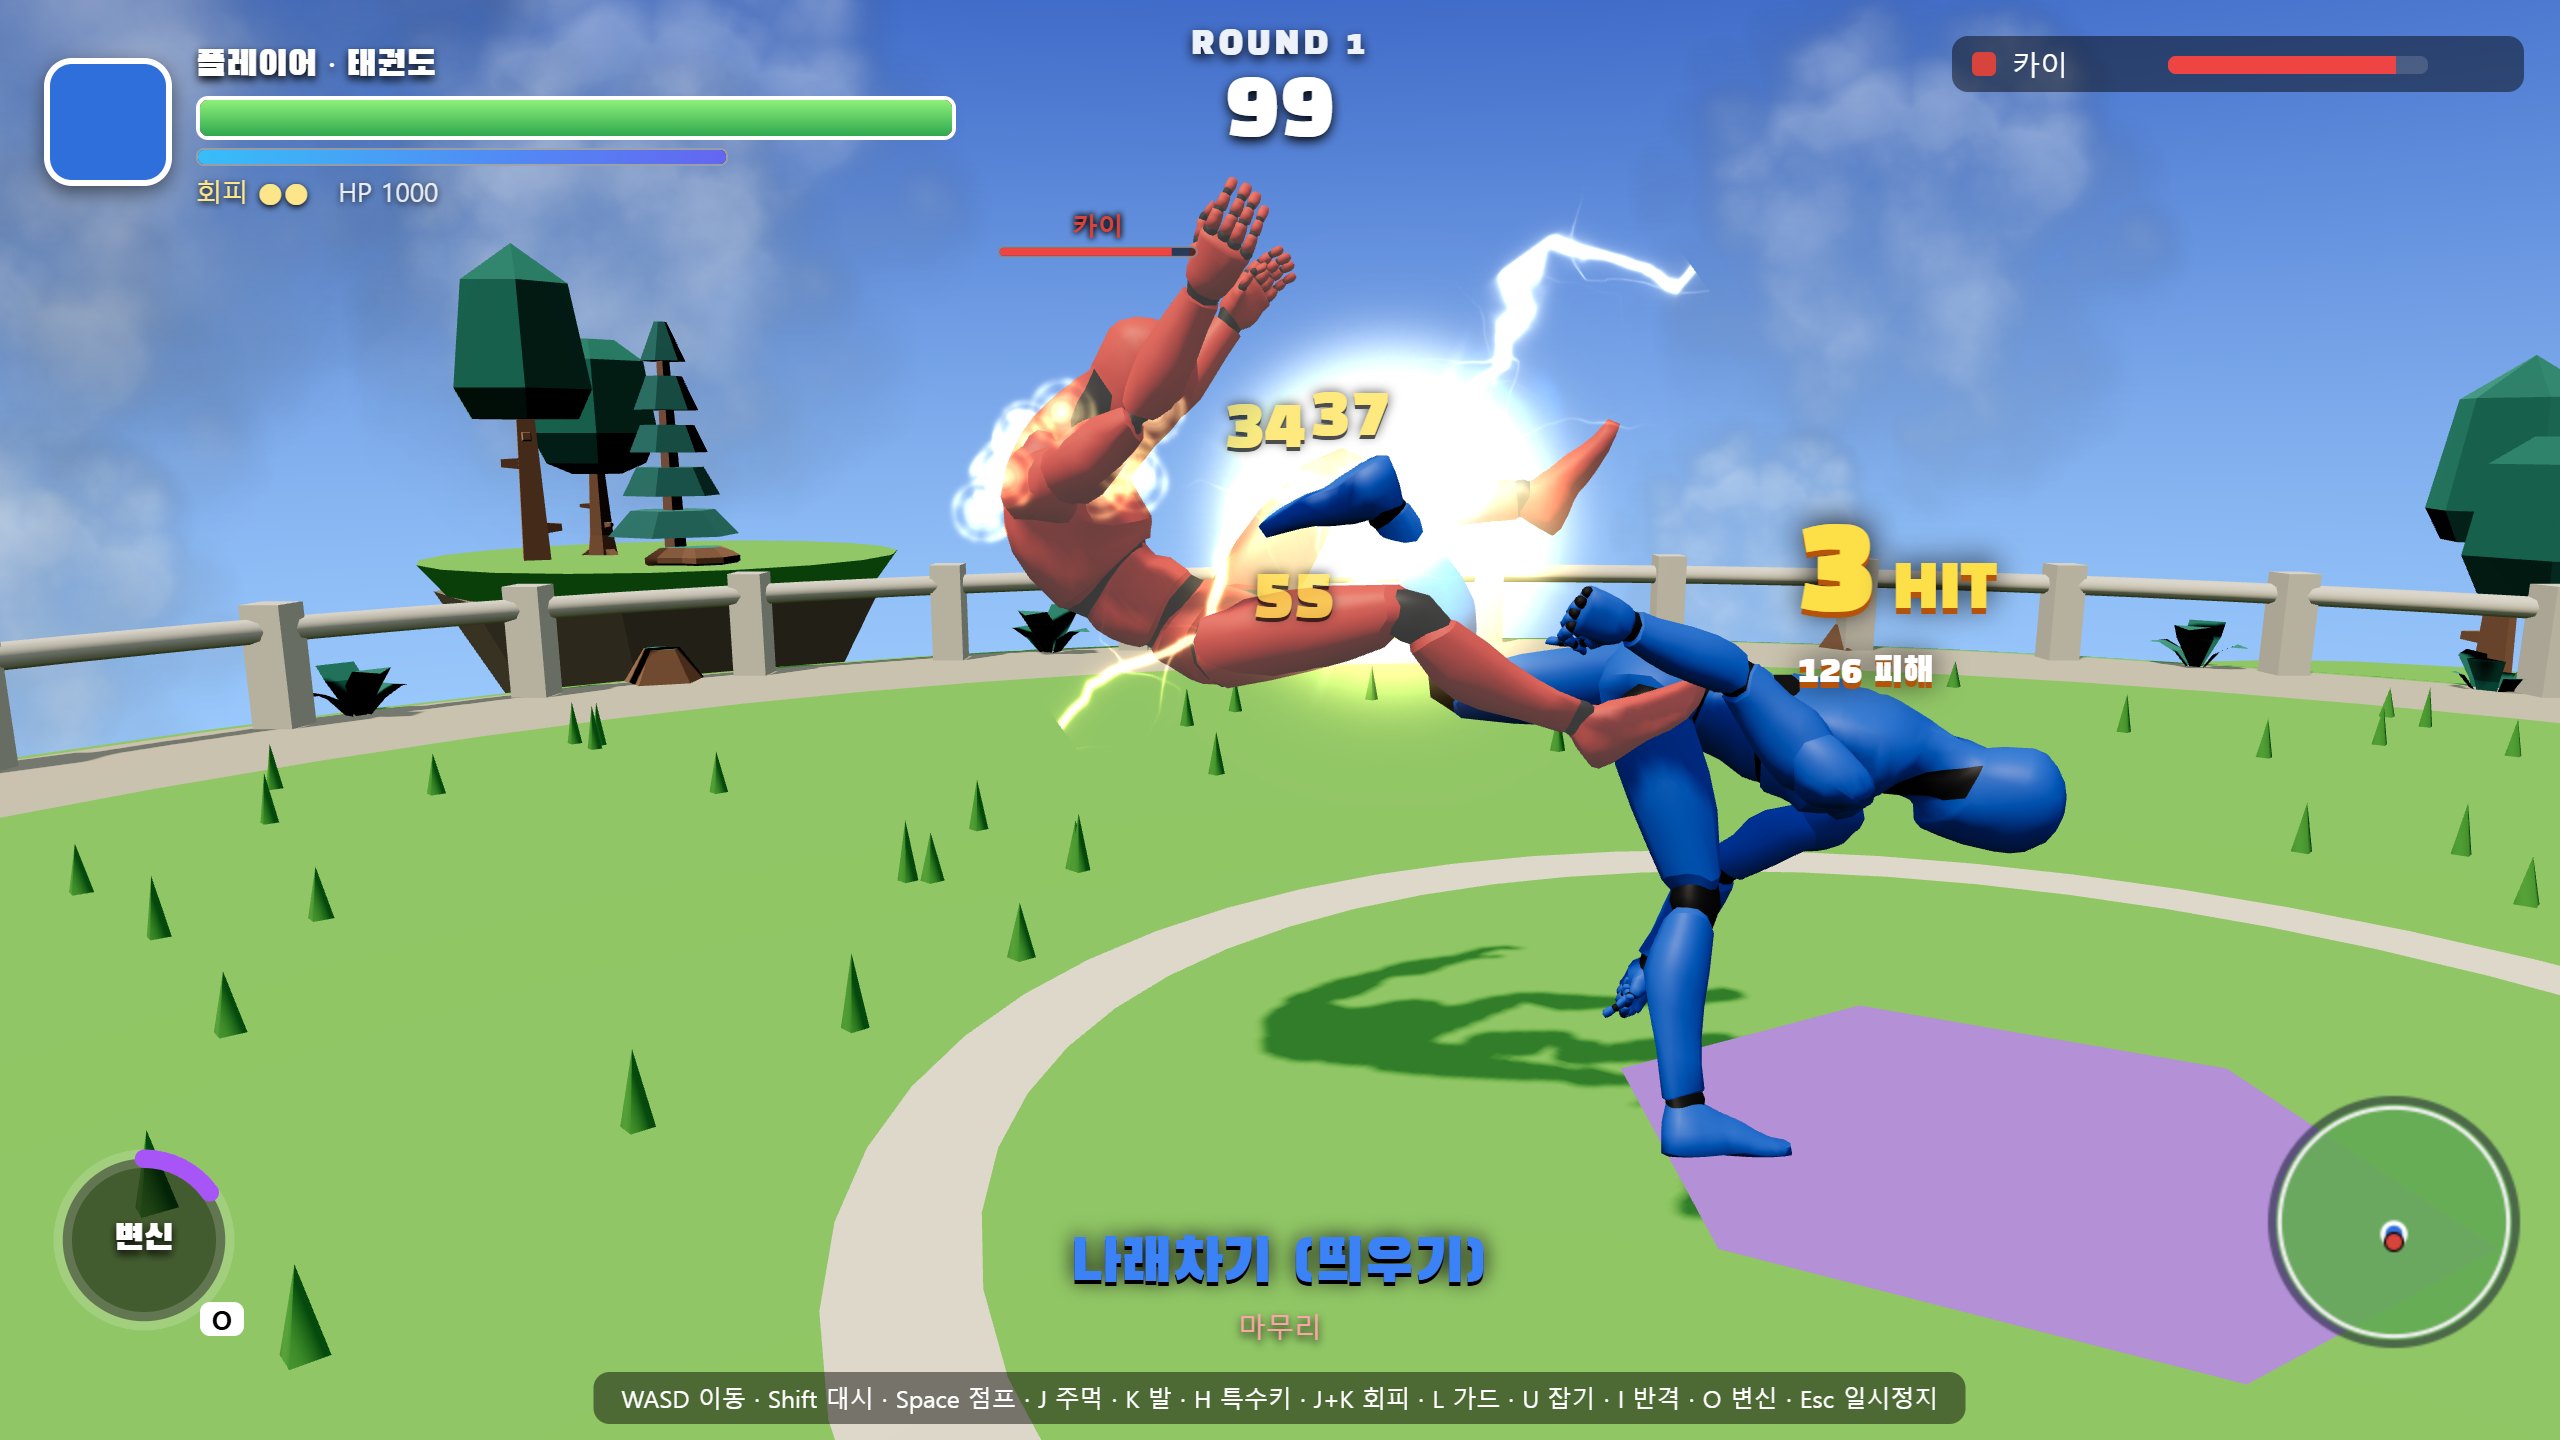 플레이어 · 태권도
회피
HP 1000
ROUND 1
99
카이
카이
34
37
55
3 HIT
126 피해
변신
O
나래차기 (띄우기)
마무리
WASD 이동 · Shift 대시 · Space 점프 · J 주먹 · K 발 · H 특수키 · J+K 회피 · L 가드 · U 잡기 · I 반격 · O 변신 · Esc 일시정지